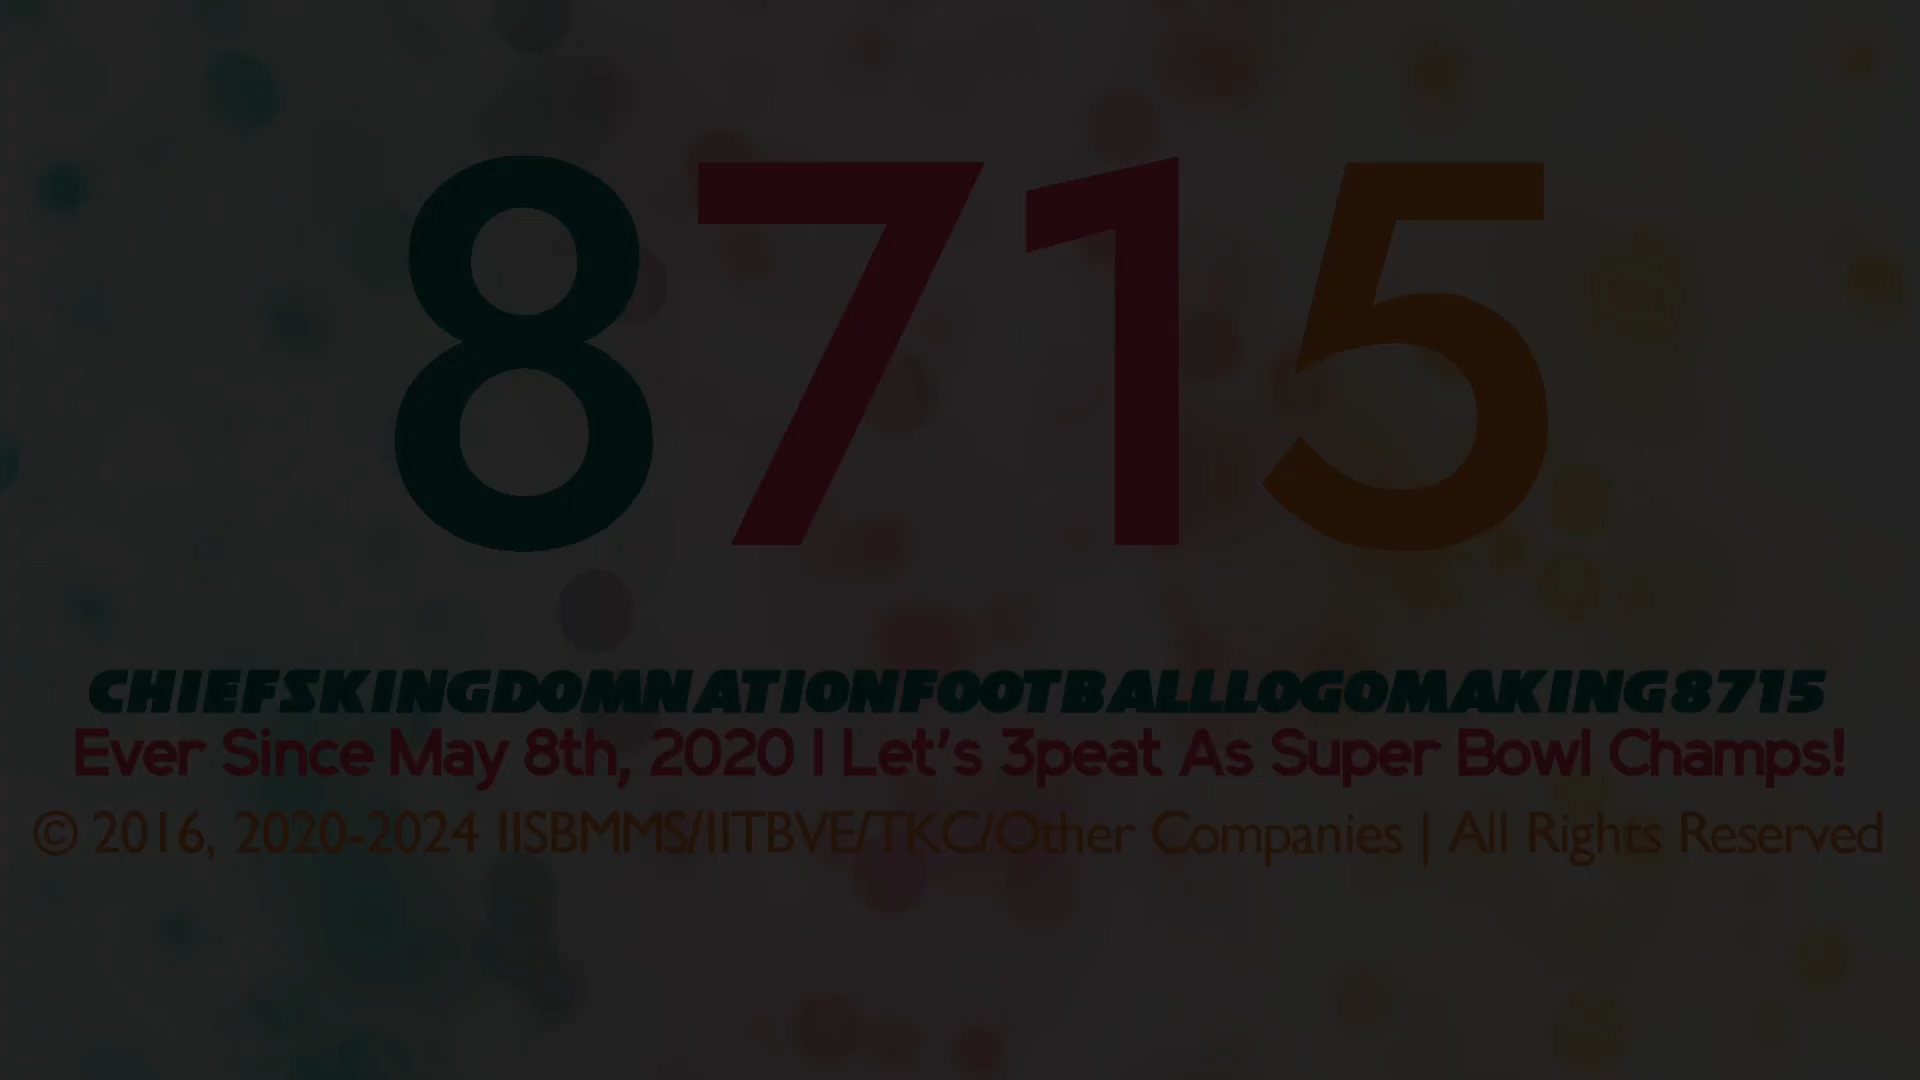 8715
CHIEFSKINGDOMNATIONFOOTBALLLOGOMAKING8715
Ever Since May 8th, 2020 | Let's 3peat As Super Bowl Champs!
© 2016, 2020-2024 IISBMMS/IITBVE/TKC/Other Companies | All Rights Reserved